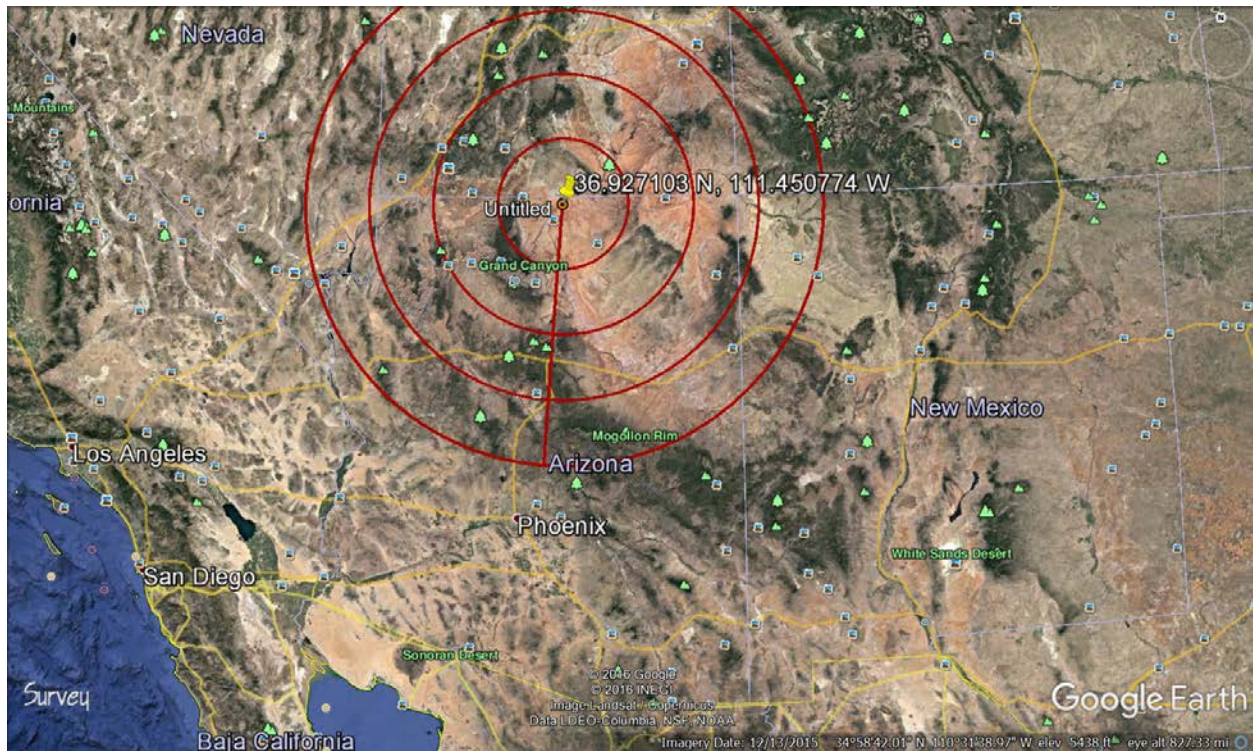 Nevada
n Mountains
36.927103 N, 111.450774 W
Untitled
ornia
Grand Canyon
New Mexico
Mogollon Rim
Los Angeles
Arizona
Phoenix
White Sands Desert
San Diego
Sonoran Desert
© 2016 Google
© 2016 INEGI
Image Landsat / Copernicus
Data LDEO-Columbia, NSF, NOAA
Survey
Google Earth
Baja California
Imagery Date: 12/13/2015 34°58'42.01" N 110°31'38.97" W elev 5438 ft eye alt 827.33 mi
N